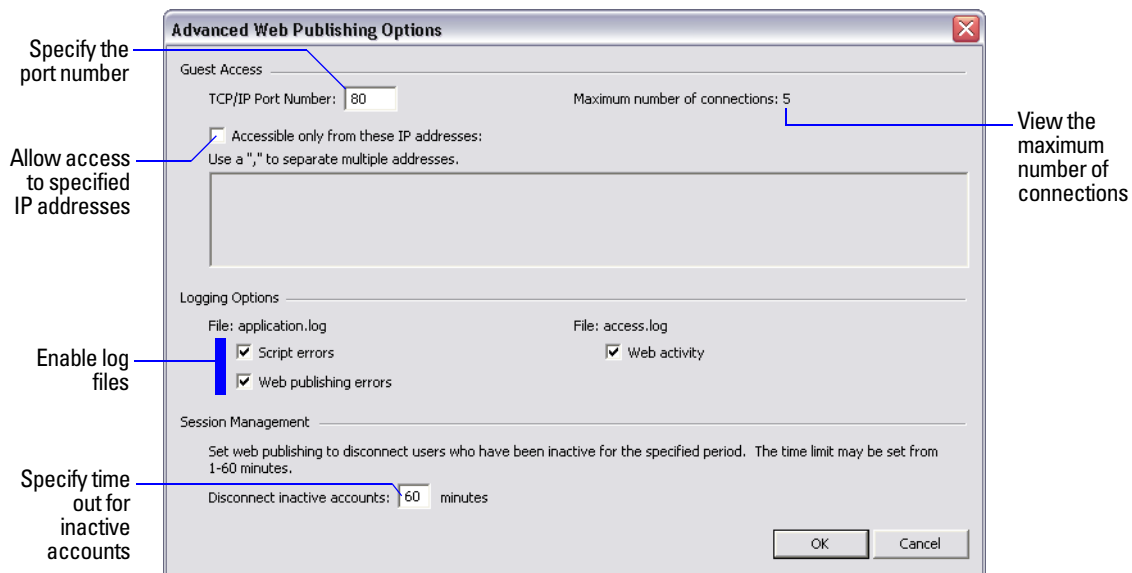 Advanced Web Publishing Options
Specify the
port number
Guest Access
TCP/IP Port Number: 80
Maximum number of connections: 5
View the
maximum
number of
connections
Allow access
to specified
IP addresses
Accessible only from these IP addresses:
Use a "," to separate multiple addresses.
Logging Options
File: application.log
File: access.log
Enable log
files
Script errors
Web activity
Web publishing errors
Session Management
Set web publishing to disconnect users who have been inactive for the specified period.  The time limit may be set from
1-60 minutes.
Specify time
out for
inactive
accounts
Disconnect inactive accounts: 60 minutes
OK
Cancel